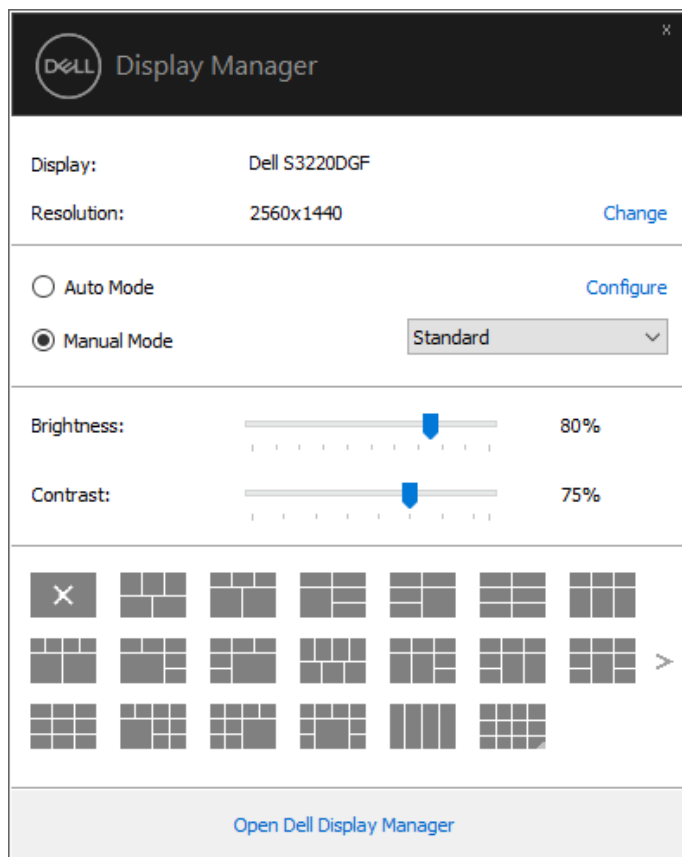 x
DELL Display Manager
Display: Dell S3220DGF
Resolution: 2560x1440 Change
Auto Mode Configure
Manual Mode Standard
Brightness: 80%
Contrast: 75%
>
Open Dell Display Manager